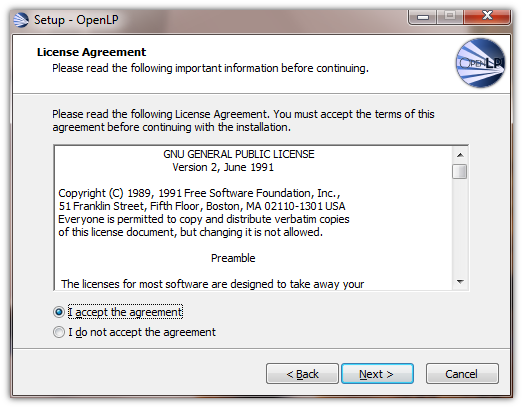 Setup - OpenLP
License Agreement
Please read the following important information before continuing.
OPENLP
Please read the following License Agreement. You must accept the terms of this
agreement before continuing with the installation.
GNU GENERAL PUBLIC LICENSE
Version 2, June 1991
Copyright (C) 1989, 1991 Free Software Foundation, Inc.,
51 Franklin Street, Fifth Floor, Boston, MA 02110-1301 USA
Everyone is permitted to copy and distribute verbatim copies
of this license document, but changing it is not allowed.
Preamble
The licenses for most software are designed to take away your
I accept the agreement
I do not accept the agreement
< Back
Next >
Cancel